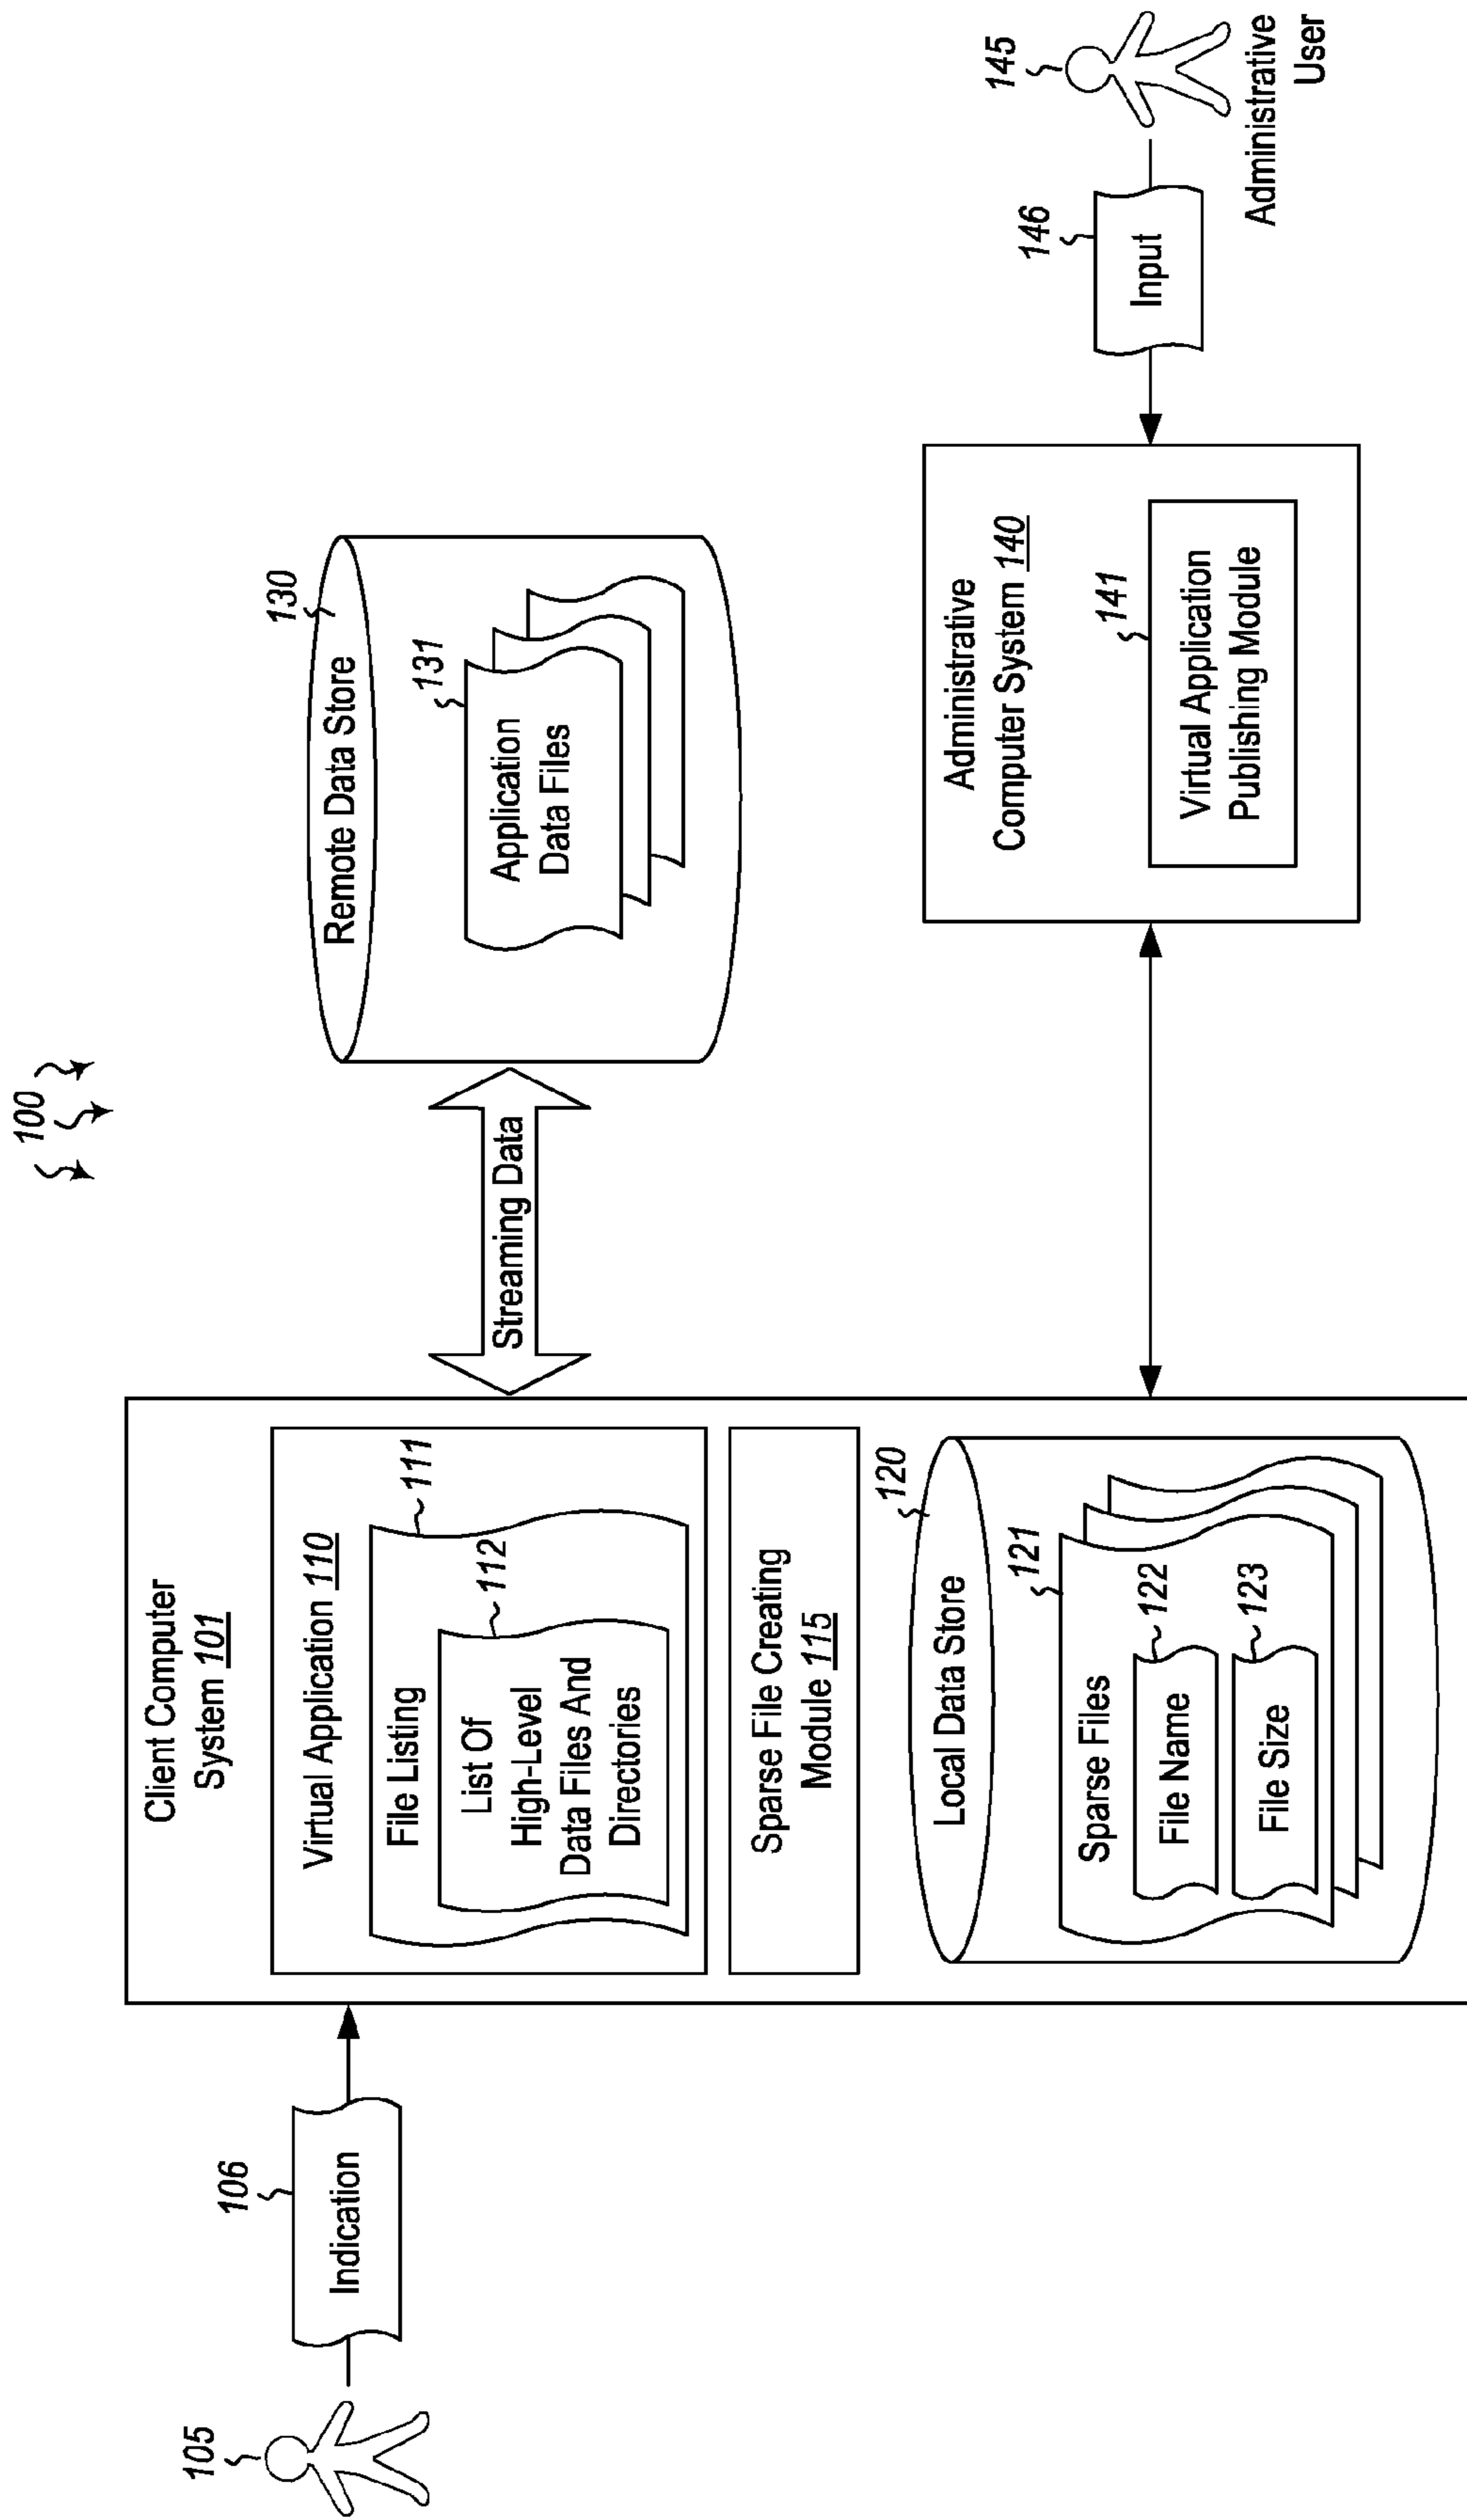 100
105
106
Indication
Client Computer
System 101
Virtual Application 110
111
File Listing
112
List Of
High-Level
Data Files And
Directories
Sparse File Creating
Module 115
120
Local Data Store
121
Sparse Files
122
File Name
123
File Size
Streaming Data
130
Remote Data Store
131
Application
Data Files
Administrative
Computer System 140
141
Virtual Application
Publishing Module
146
Input
145
Administrative
User